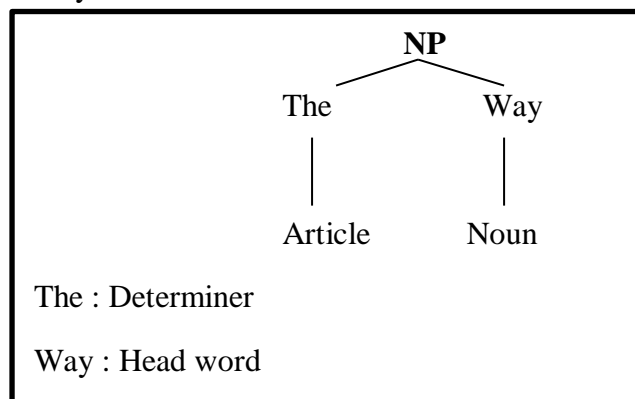 NP
The Way
Article Noun
The : Determiner
Way : Head word